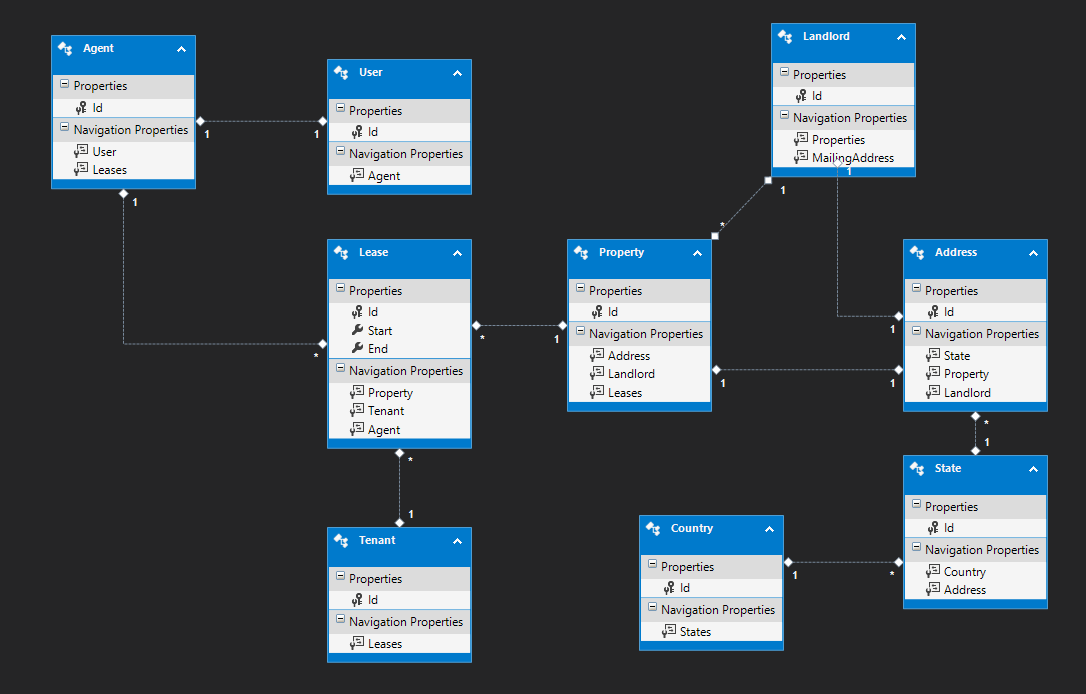 Agent
Properties
Id
Navigation Properties
User
Leases
1
1
1
*
User
Properties
Id
Navigation Properties
Agent
Landlord
Properties
Id
Navigation Properties
Properties
MailingAddress
1
1
*
1
Lease
Properties
Id
Start
End
Navigation Properties
Property
Tenant
Agent
*
1
*
1
Property
Properties
Id
Navigation Properties
Address
Landlord
Leases
1
1
Address
Properties
Id
Navigation Properties
State
Property
Landlord
*
1
Tenant
Properties
Id
Navigation Properties
Leases
Country
Properties
Id
Navigation Properties
States
1
*
State
Properties
Id
Navigation Properties
Country
Address